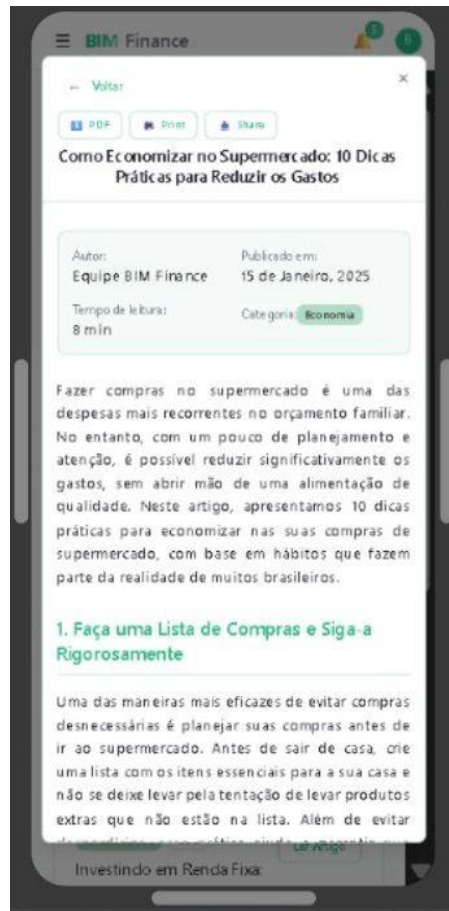 BIM Finance
← Voltar
×
PDF
Print
Share
Como Economizar no Supermercado: 10 Dicas
Práticas para Reduzir os Gastos
Autor:
Equipe BIM Finance
Publicado em:
15 de Janeiro, 2025
Tempo de leitura:
8 min
Categoria: Economia
Fazer compras no supermercado é uma das
despesas mais recorrentes no orçamento familiar.
No entanto, com um pouco de planejamento e
atenção, é possível reduzir significativamente os
gastos, sem abrir mão de uma alimentação de
qualidade. Neste artigo, apresentamos 10 dicas
práticas para economizar nas suas compras de
supermercado, com base em hábitos que fazem
parte da realidade de muitos brasileiros.
1. Faça uma Lista de Compras e Siga-a
Rigorosamente
Uma das maneiras mais eficazes de evitar compras
desnecessárias é planejar suas compras antes de
ir ao supermercado. Antes de sair de casa, crie
uma lista com os itens essenciais para a sua casa e
não se deixe levar pela tentação de levar produtos
extras que não estão na lista. Além de evitar
Investindo em Renda Fixa: